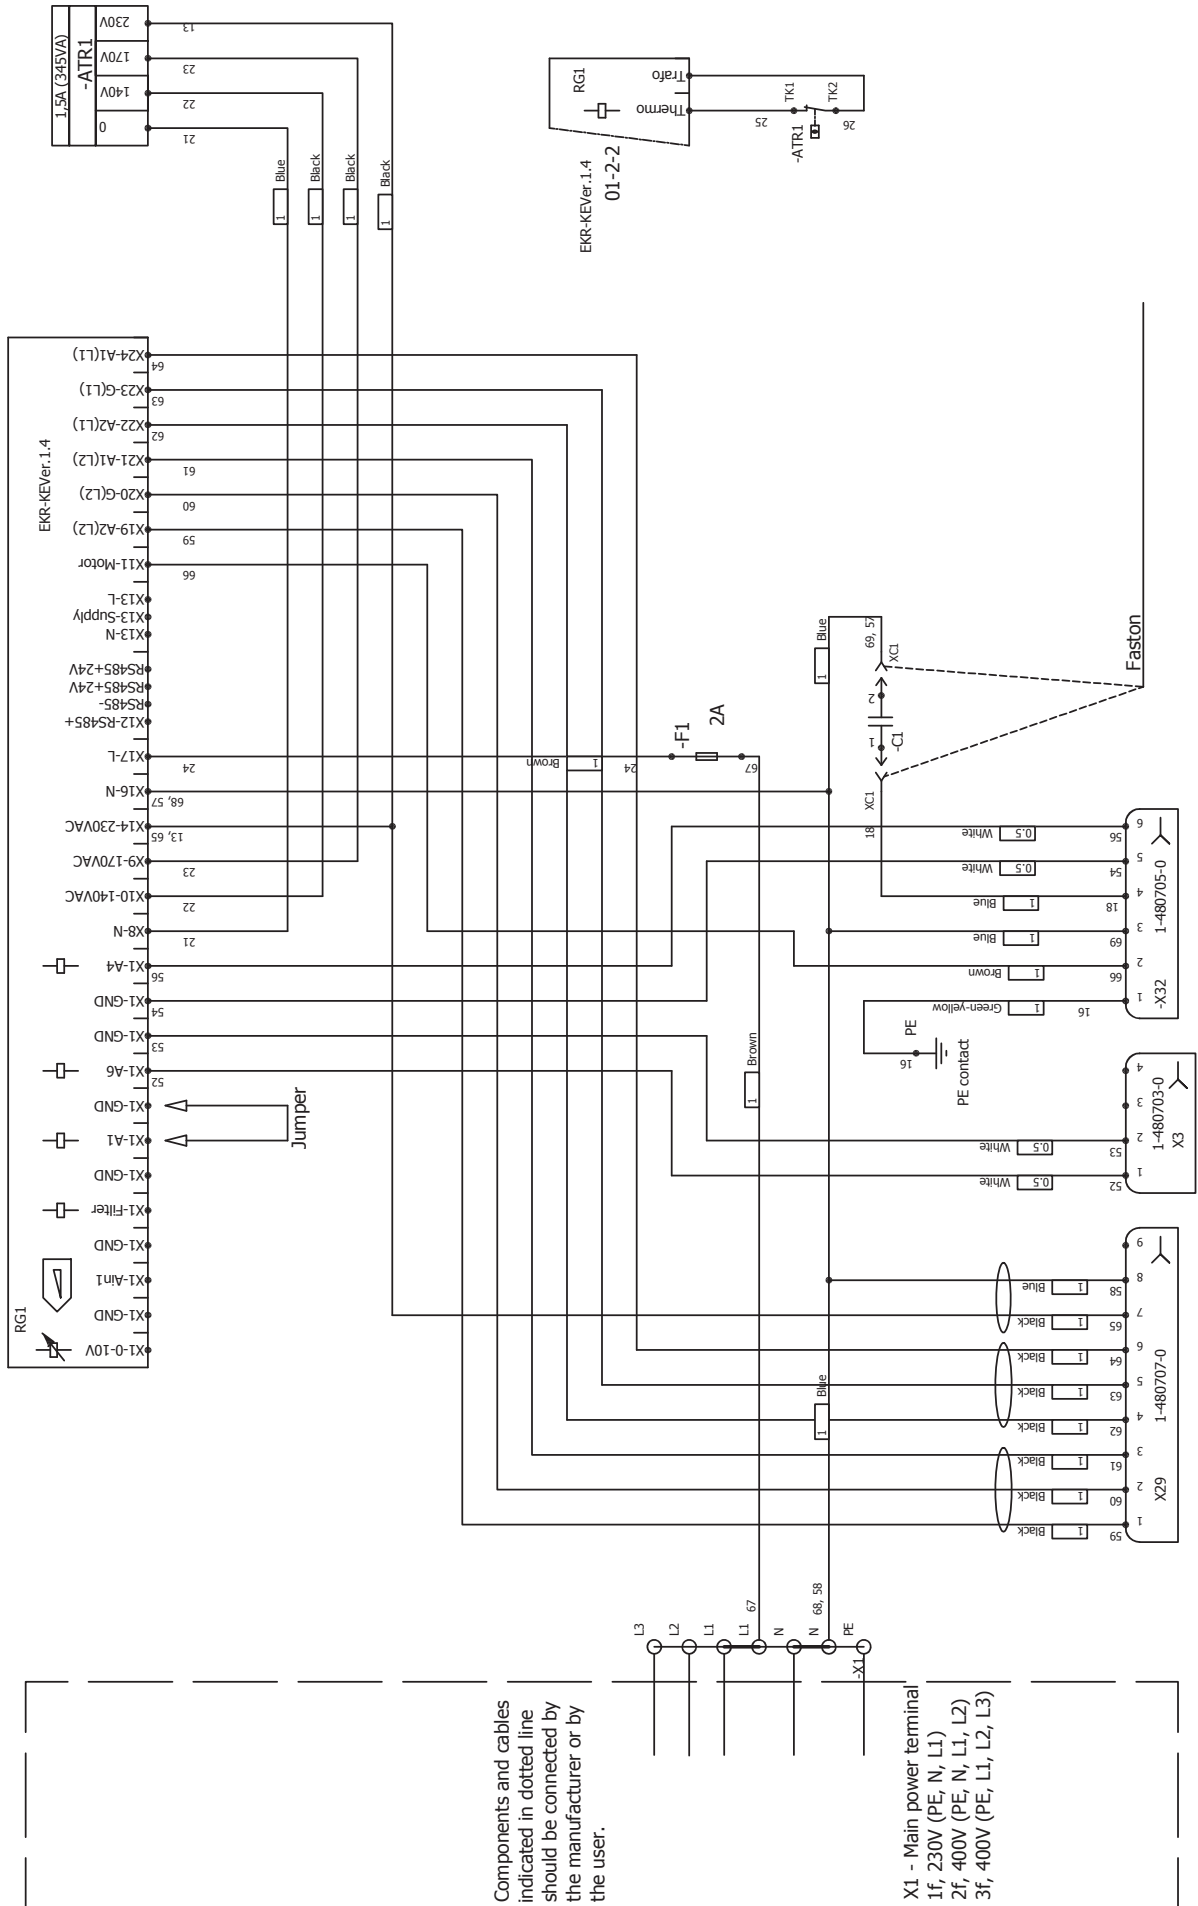 1,5A (345VA)
-ATR1
230V
170V
140V
0
13
23
22
21
Blue
Black
Black
Black
1
1
1
1
RG1
Trafo
Thermo
EKR-KEVer.1.4
01-2-2
25
TK1
TK2
26
-ATR1
EKR-KEVer.1.4
RG1
X24-A1(L1)
64
X23-G(L1)
63
X22-A2(L1)
62
X21-A1(L2)
61
X20-G(L2)
60
X19-A2(L2)
59
X11-Motor
66
X13-L
X13-Supply
X13-N
RS485+24V
RS485+24V
RS485-
X12-RS485+
X17-L
24
X16-N
68, 57
X14-230VAC
13, 65
X9-170VAC
23
X10-140VAC
22
X8-N
21
X1-A4
56
X1-GND
54
X1-GND
53
X1-A6
52
X1-GND
X1-A1
Jumper
X1-GND
X1-Filter
X1-GND
X1-Ain1
X1-GND
X1-0-10V
Brown
1
24
-F1
2A
67
1
Blue
69, 57
XC1
2
1
-C1
XC1
18
Faston
White
0.5
56
6
White
0.5
54
5
Blue
1
18
4
Blue
1
69
3
Brown
1
66
2
Green-yellow
1
16
1
1-480705-0
-X32
16
PE
PE contact
1
Brown
4
3
White
0.5
53
2
White
0.5
52
1
1-480703-0
X3
9
Blue
1
58
8
Black
1
65
7
Black
1
64
6
Black
1
63
5
Black
1
62
4
Black
1
61
3
Black
1
60
2
Black
1
59
1
1-480707-0
X29
1
Blue
L3
L2
L1
L1
67
N
N
68, 58
PE
-X1
Components and cables
indicated in dotted line
should be connected by
the manufacturer or by
the user.
X1 - Main power terminal
1f, 230V (PE, N, L1)
2f, 400V (PE, N, L1, L2)
3f, 400V (PE, L1, L2, L3)